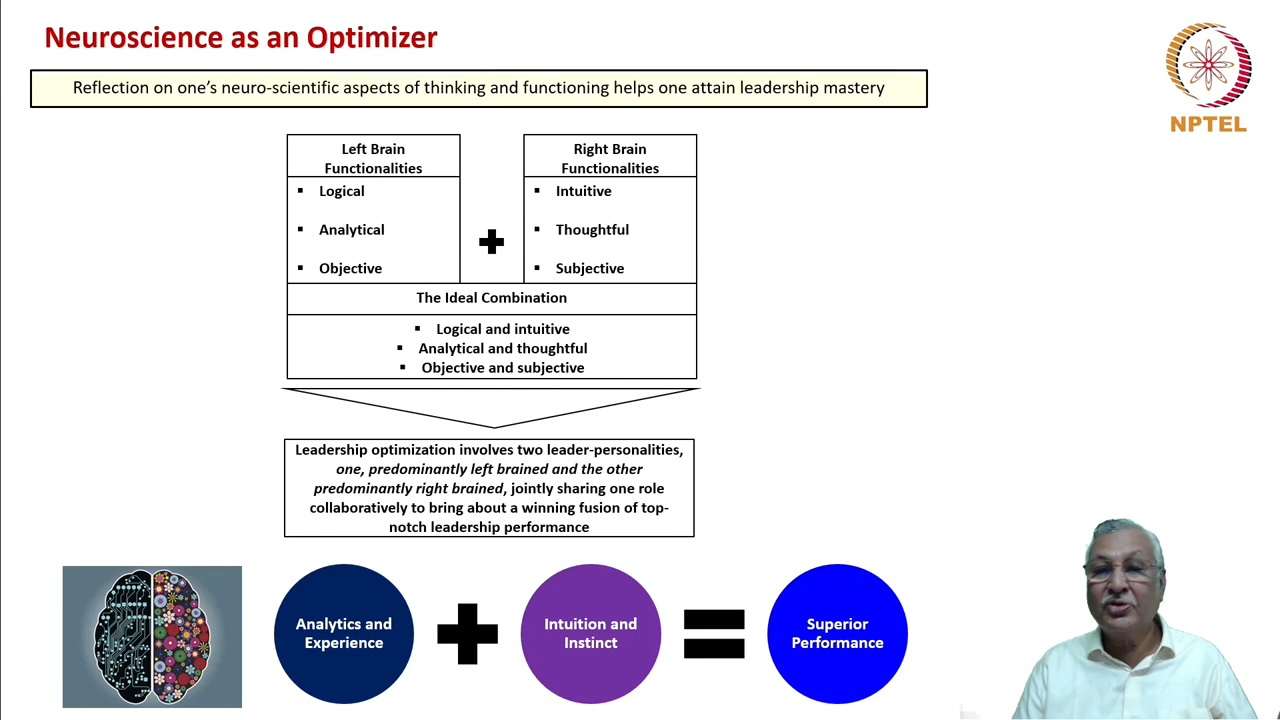 Neuroscience as an Optimizer
Reflection on one's neuro-scientific aspects of thinking and functioning helps one attain leadership mastery
NPTEL
Left Brain
Functionalities
▪ Logical
▪ Analytical
▪ Objective
Right Brain
Functionalities
▪ Intuitive
▪ Thoughtful
▪ Subjective
The Ideal Combination
▪ Logical and intuitive
▪ Analytical and thoughtful
▪ Objective and subjective
Leadership optimization involves two leader-personalities,
one, predominantly left brained and the other
predominantly right brained, jointly sharing one role
collaboratively to bring about a winning fusion of top-
notch leadership performance
Analytics and
Experience
Intuition and
Instinct
Superior
Performance